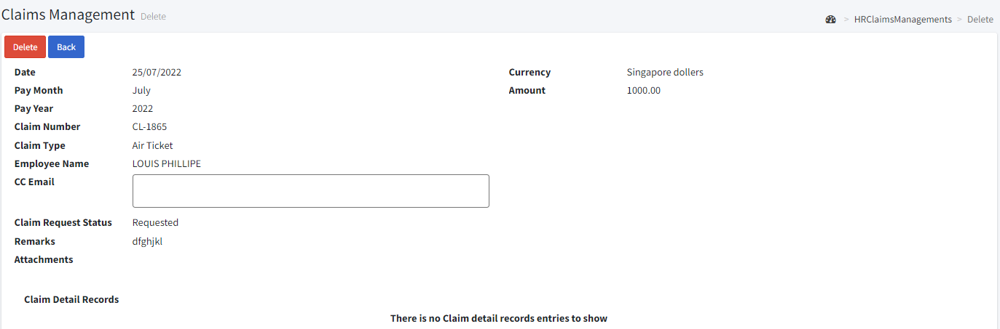 Claims Management Delete
> HRClaimsManagements > Delete
Delete Back
Date 25/07/2022 Currency Singapore dollers
Pay Month July Amount 1000.00
Pay Year 2022
Claim Number CL-1865
Claim Type Air Ticket
Employee Name LOUIS PHILLIPE
CC Email
Claim Request Status Requested
Remarks dfghjkl
Attachments
Claim Detail Records
There is no Claim detail records entries to show